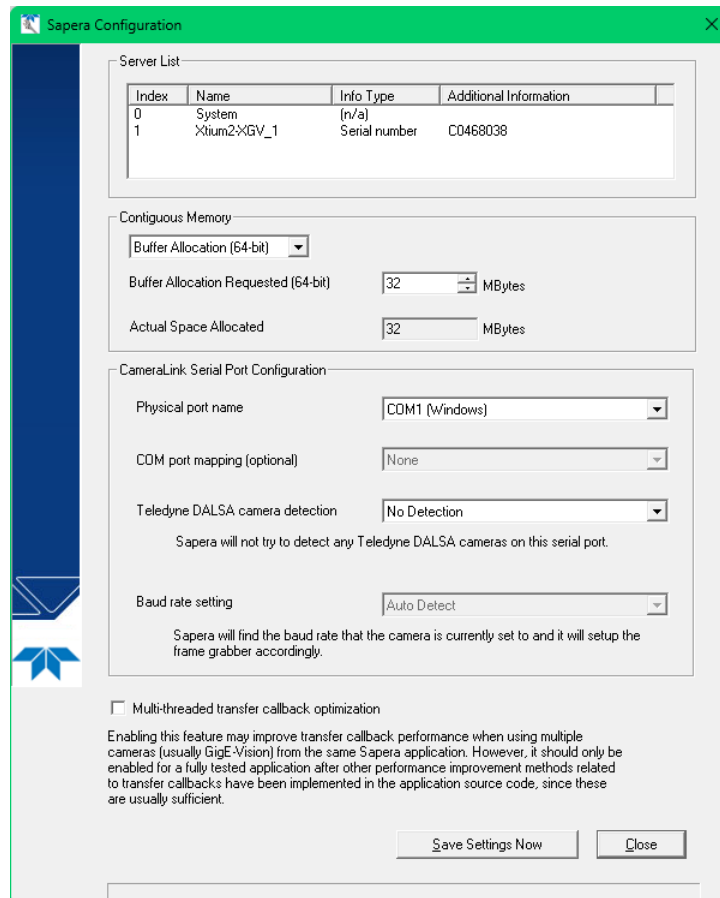 Sapera Configuration
Server List
Index Name Info Type Additional Information
0 System (n/a)
1 Xtium2-XGV_1 Serial number C0468038
Contiguous Memory
Buffer Allocation (64-bit)
Buffer Allocation Requested (64-bit) 32 MBytes
Actual Space Allocated 32 MBytes
CameraLink Serial Port Configuration
Physical port name COM1 (Windows)
COM port mapping (optional) None
Teledyne DALSA camera detection No Detection
Sapera will not try to detect any Teledyne DALSA cameras on this serial port.
Baud rate setting Auto Detect
Sapera will find the baud rate that the camera is currently set to and it will setup the
frame grabber accordingly.
Multi-threaded transfer callback optimization
Enabling this feature may improve transfer callback performance when using multiple
cameras (usually GigE-Vision) from the same Sapera application. However, it should only be
enabled for a fully tested application after other performance improvement methods related
to transfer callbacks have been implemented in the application source code, since these
are usually sufficient.
Save Settings Now Close